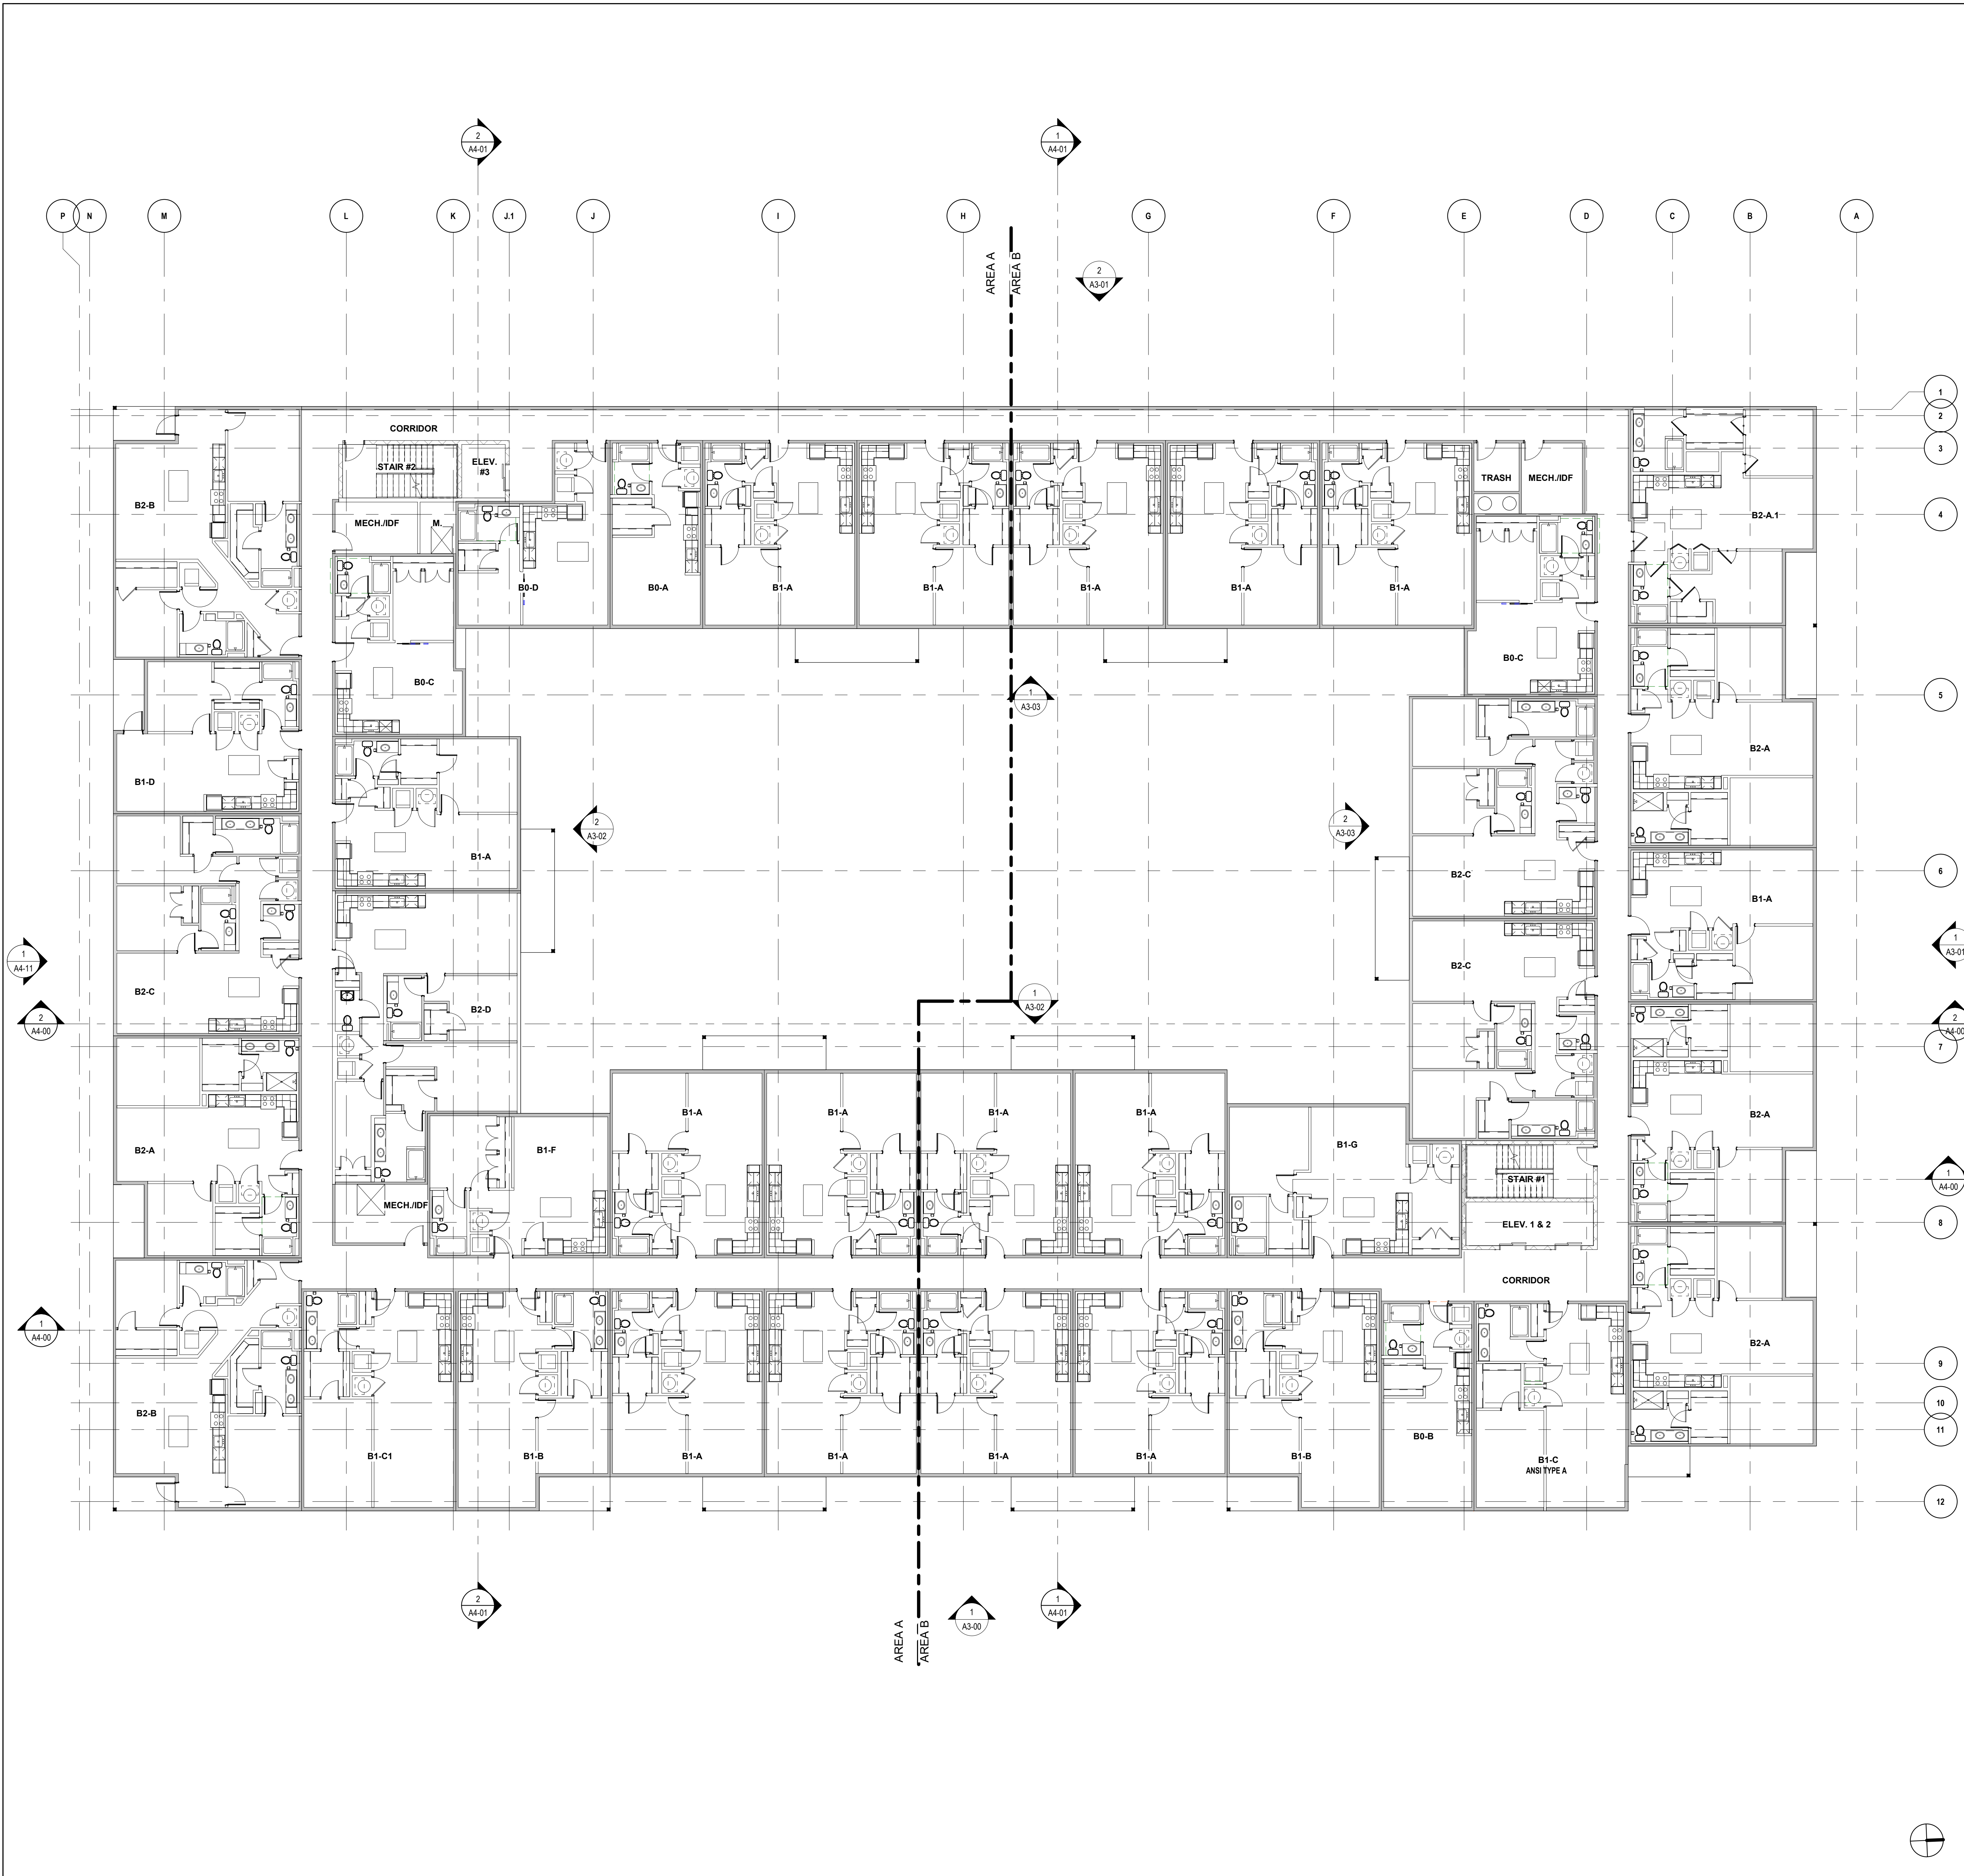 2
A4-01
1
A4-01
P
N
M
L
K
J.1
J
I
H
G
F
E
D
C
B
A
AREA A
AREA B
2
A3-01
1
2
3
4
5
6
7
8
9
10
11
12
CORRIDOR
STAIR #2
ELEV.
#3
TRASH
MECH./IDF
B2-B
MECH./IDF
M.
B2-A.1
B0-D
B0-A
B1-A
B1-A
B1-A
B1-A
B1-A
B0-C
B0-C
1
A3-03
B2-A
B1-D
2
A3-02
2
A3-03
B1-A
B2-C
B1-A
1
A4-11
1
A3-01
B2-C
B2-C
B2-D
1
A3-02
2
A4-00
2
A4-00
B1-A
B1-A
B1-A
B1-A
B2-A
B2-A
B1-F
B1-G
STAIR #1
1
A4-00
MECH./IDF
ELEV. 1 & 2
CORRIDOR
1
A4-00
B2-A
B2-B
B1-C1
B1-B
B1-A
B1-A
B1-A
B1-A
B1-B
B0-B
B1-C
ANSI TYPE A
2
A4-01
1
A3-00
1
A4-01
AREA A
AREA B